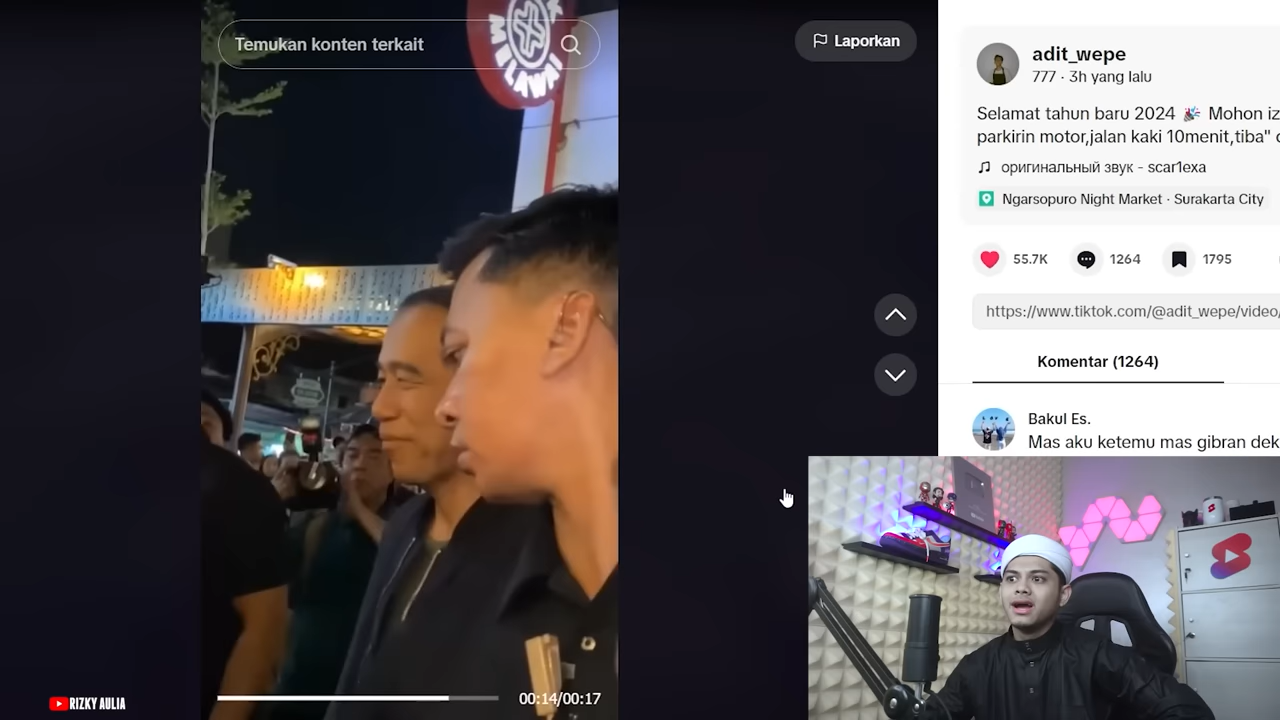 Temukan konten terkait
MELAWAI
Laporkan
adit_wepe
777 · 3h yang lalu
Selamat tahun baru 2024 🎉 Mohon iz
parkirin motor,jalan kaki 10menit,tiba"
оригинальный звук - scar1exa
Ngarsopuro Night Market · Surakarta City
55.7K
1264
1795
https://www.tiktok.com/@adit_wepe/video/
Komentar (1264)
Bakul Es.
Mas aku ketemu mas gibran dek
00:14/00:17
RIZKY AULIA